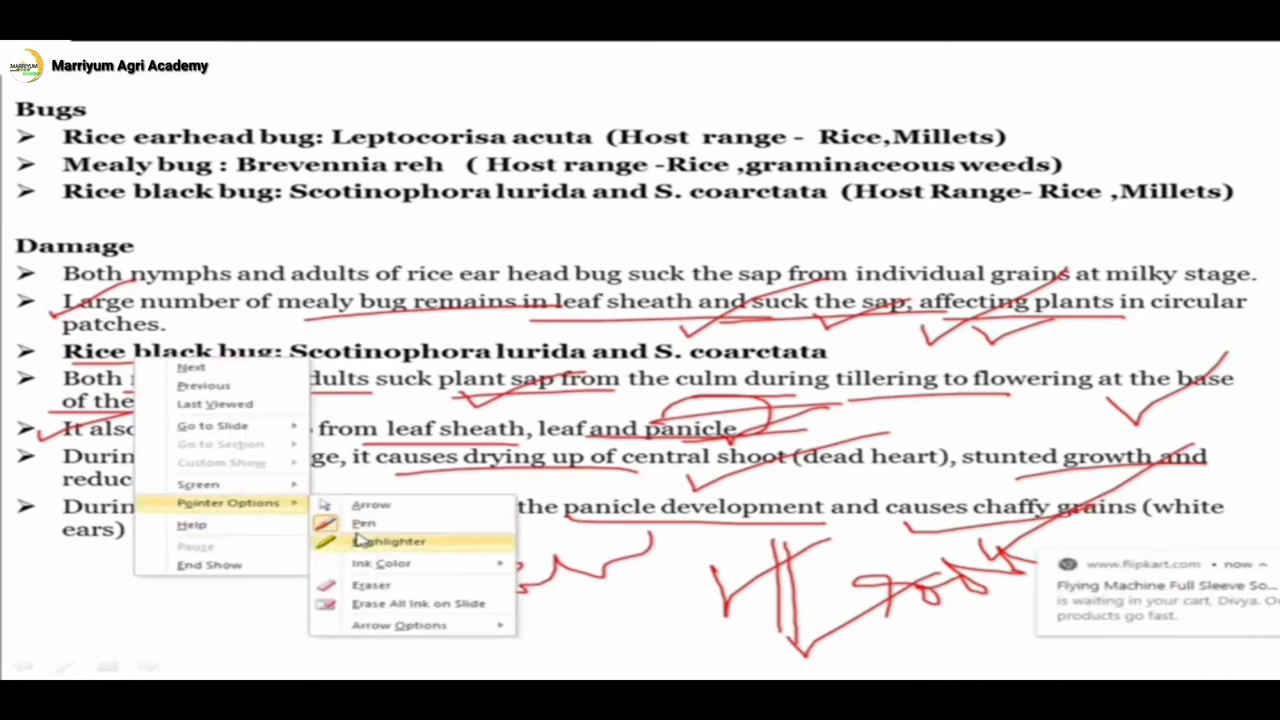 Marriyum Agri Academy
Bugs
➢ Rice earhead bug: Leptocorisa acuta (Host range - Rice,Millets)
➢ Mealy bug : Brevennia reh ( Host range -Rice ,graminaceous weeds)
➢ Rice black bug: Scotinophora lurida and S. coarctata (Host Range- Rice ,Millets)
Damage
➢ Both nymphs and adults of rice ear head bug suck the sap from individual grains at milky stage.
➢ Large number of mealy bug remains in leaf sheath and suck the sap, affecting plants in circular
patches.
➢ Rice black bug: Scotinophora lurida and S. coarctata
➢ Both dults suck plant sap from the culm during tillering to flowering at the base
of the
➢ It also from leaf sheath, leaf and panicle.
➢ Durin ge, it causes drying up of central shoot (dead heart), stunted growth and
reduc
➢ Durin the panicle development and causes chaffy grains (white
ears)
Next
Previous
Last Viewed
Go to Slide
Go to Section
Custom Show
Screen
Pointer Options
Help
Pause
End Show
Arrow
Pen
Highlighter
Ink Color
Eraser
Erase All Ink on Slide
Arrow Options
www.flipkart.com • now
Flying Machine Full Sleeve So...
is waiting in your cart, Divya. Or
products go fast.